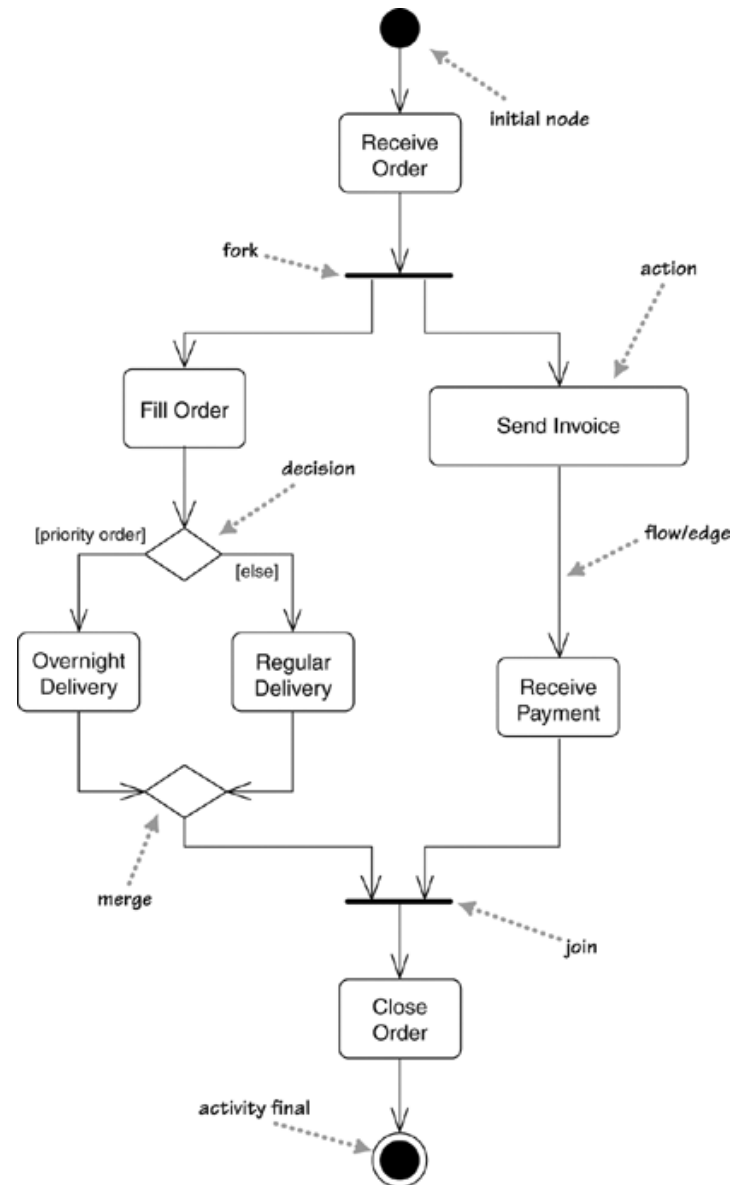 initial node
Receive
Order
fork
action
Fill Order
Send Invoice
decision
[priority order]
[else]
flow/edge
Overnight
Delivery
Regular
Delivery
Receive
Payment
merge
join
Close
Order
activity final